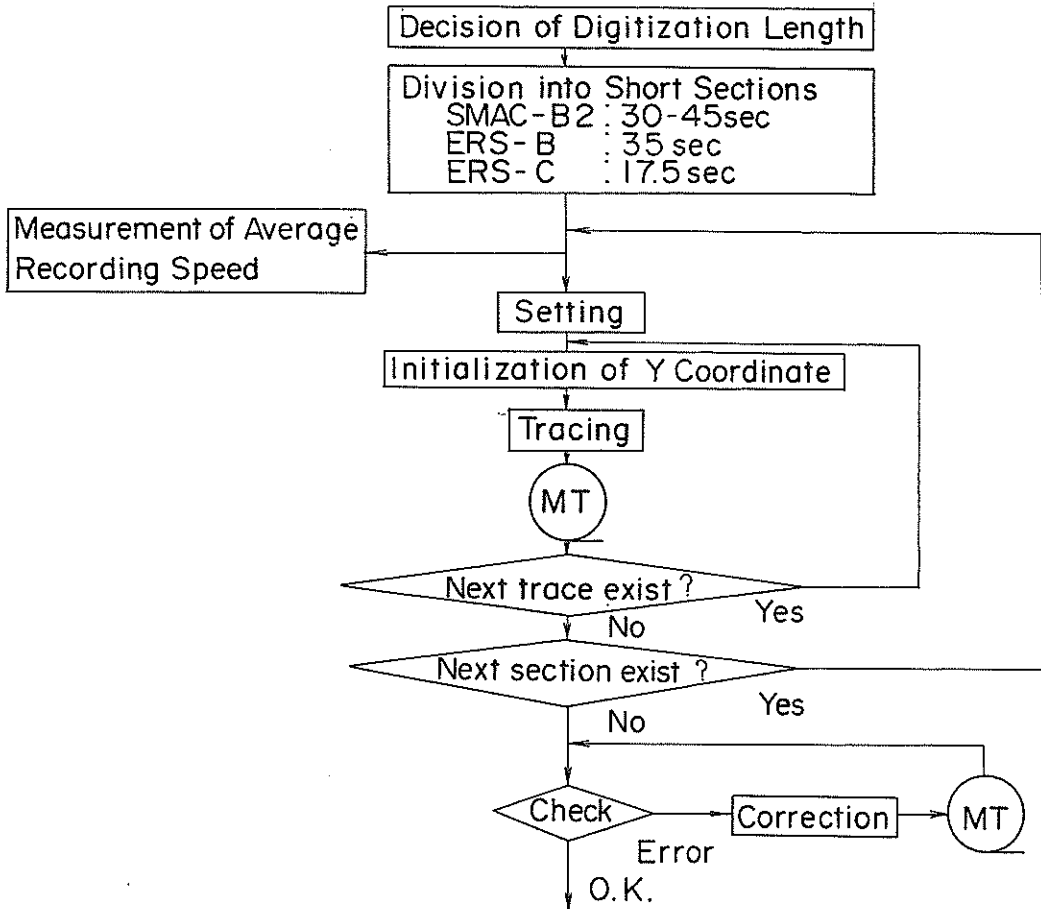 Decision of Digitization Length
Division into Short Sections
SMAC-B2 : 30-45sec
ERS-B : 35 sec
ERS-C : 17.5 sec
Measurement of Average
Recording Speed
Setting
Initialization of Y Coordinate
Tracing
MT
Next trace exist ?
Yes
No
Next section exist ?
Yes
No
Check
Correction
MT
Error
O.K.